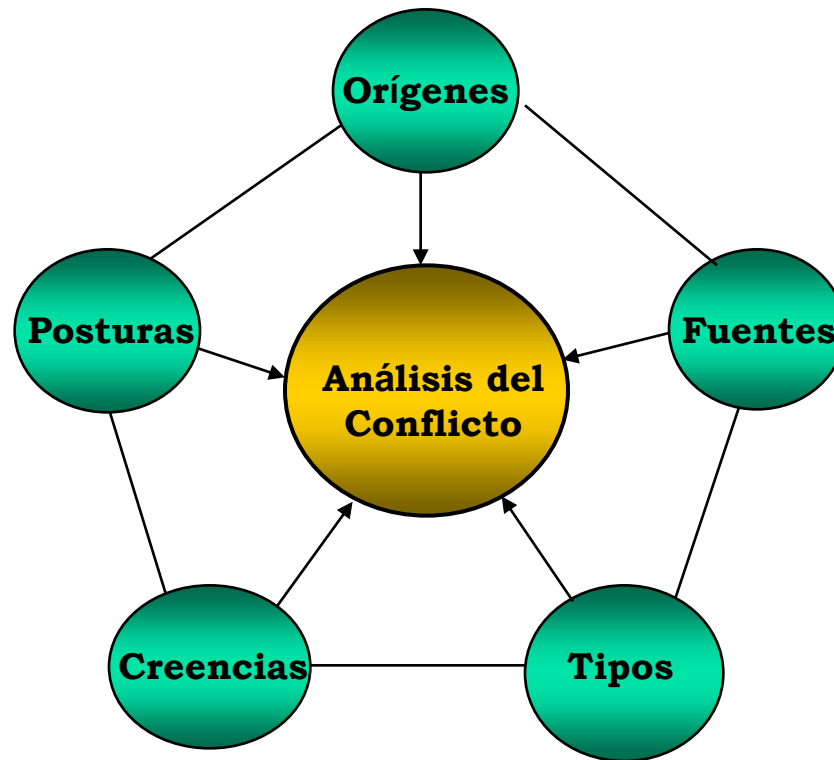 Orígenes
Posturas
Fuentes
Análisis del
Conflicto
Creencias
Tipos